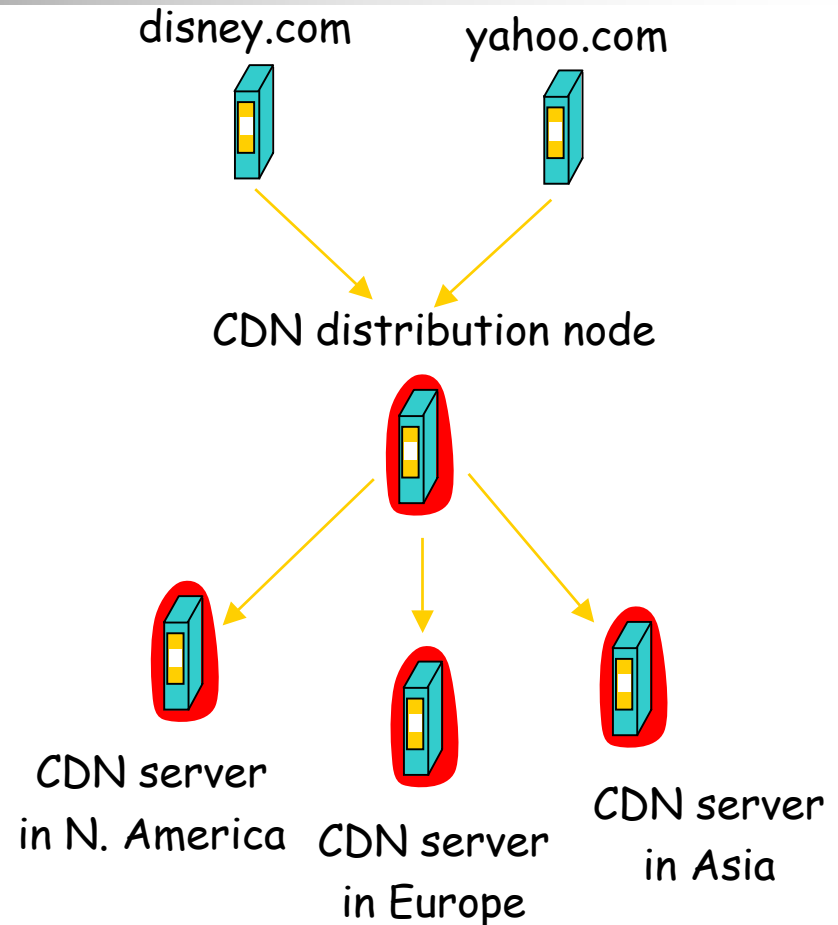 disney.com
yahoo.com
CDN distribution node
CDN server
in N. America
CDN server
in Europe
CDN server
in Asia